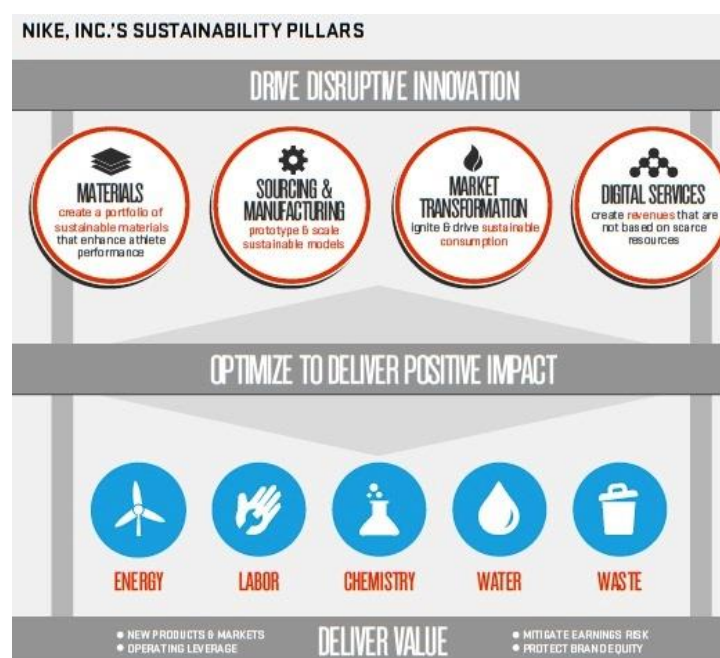 NIKE, INC.'S SUSTAINABILITY PILLARS
DRIVE DISRUPTIVE INNOVATION
MATERIALS
create a portfolio of
sustainable materials
that enhance athlete
performance
SOURCING &
MANUFACTURING
prototype & scale
sustainable models
MARKET
TRANSFORMATION
ignite & drive sustainable
consumption
DIGITAL SERVICES
create revenues that are
not based on scarce
resources
OPTIMIZE TO DELIVER POSITIVE IMPACT
ENERGY
LABOR
CHEMISTRY
WATER
WASTE
• NEW PRODUCTS & MARKETS
• OPERATING LEVERAGE
DELIVER VALUE
• MITIGATE EARNINGS RISK
• PROTECT BRAND EQUITY